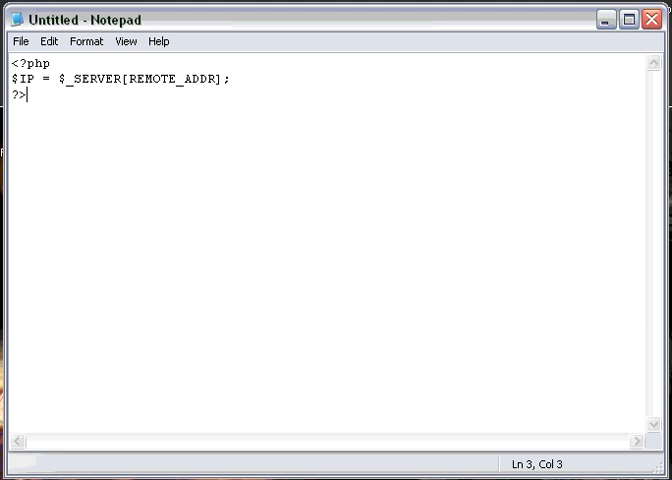 Untitled - Notepad
File Edit Format View Help
<?php
$IP = $_SERVER[REMOTE_ADDR];
?>
Ln 3, Col 3